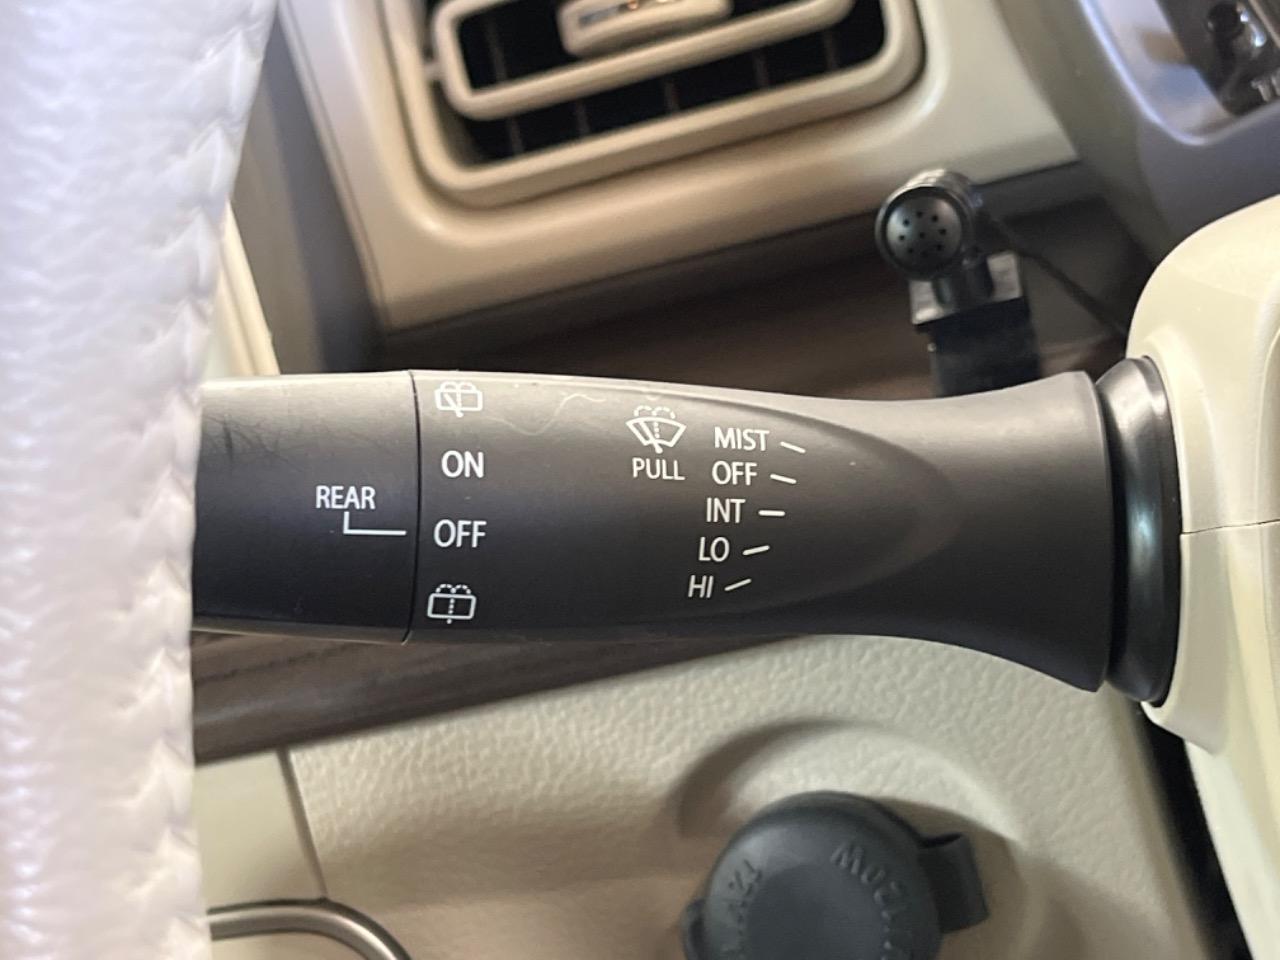 MIST
ON
PULL
OFF
REAR
INT
OFF
LO
HI